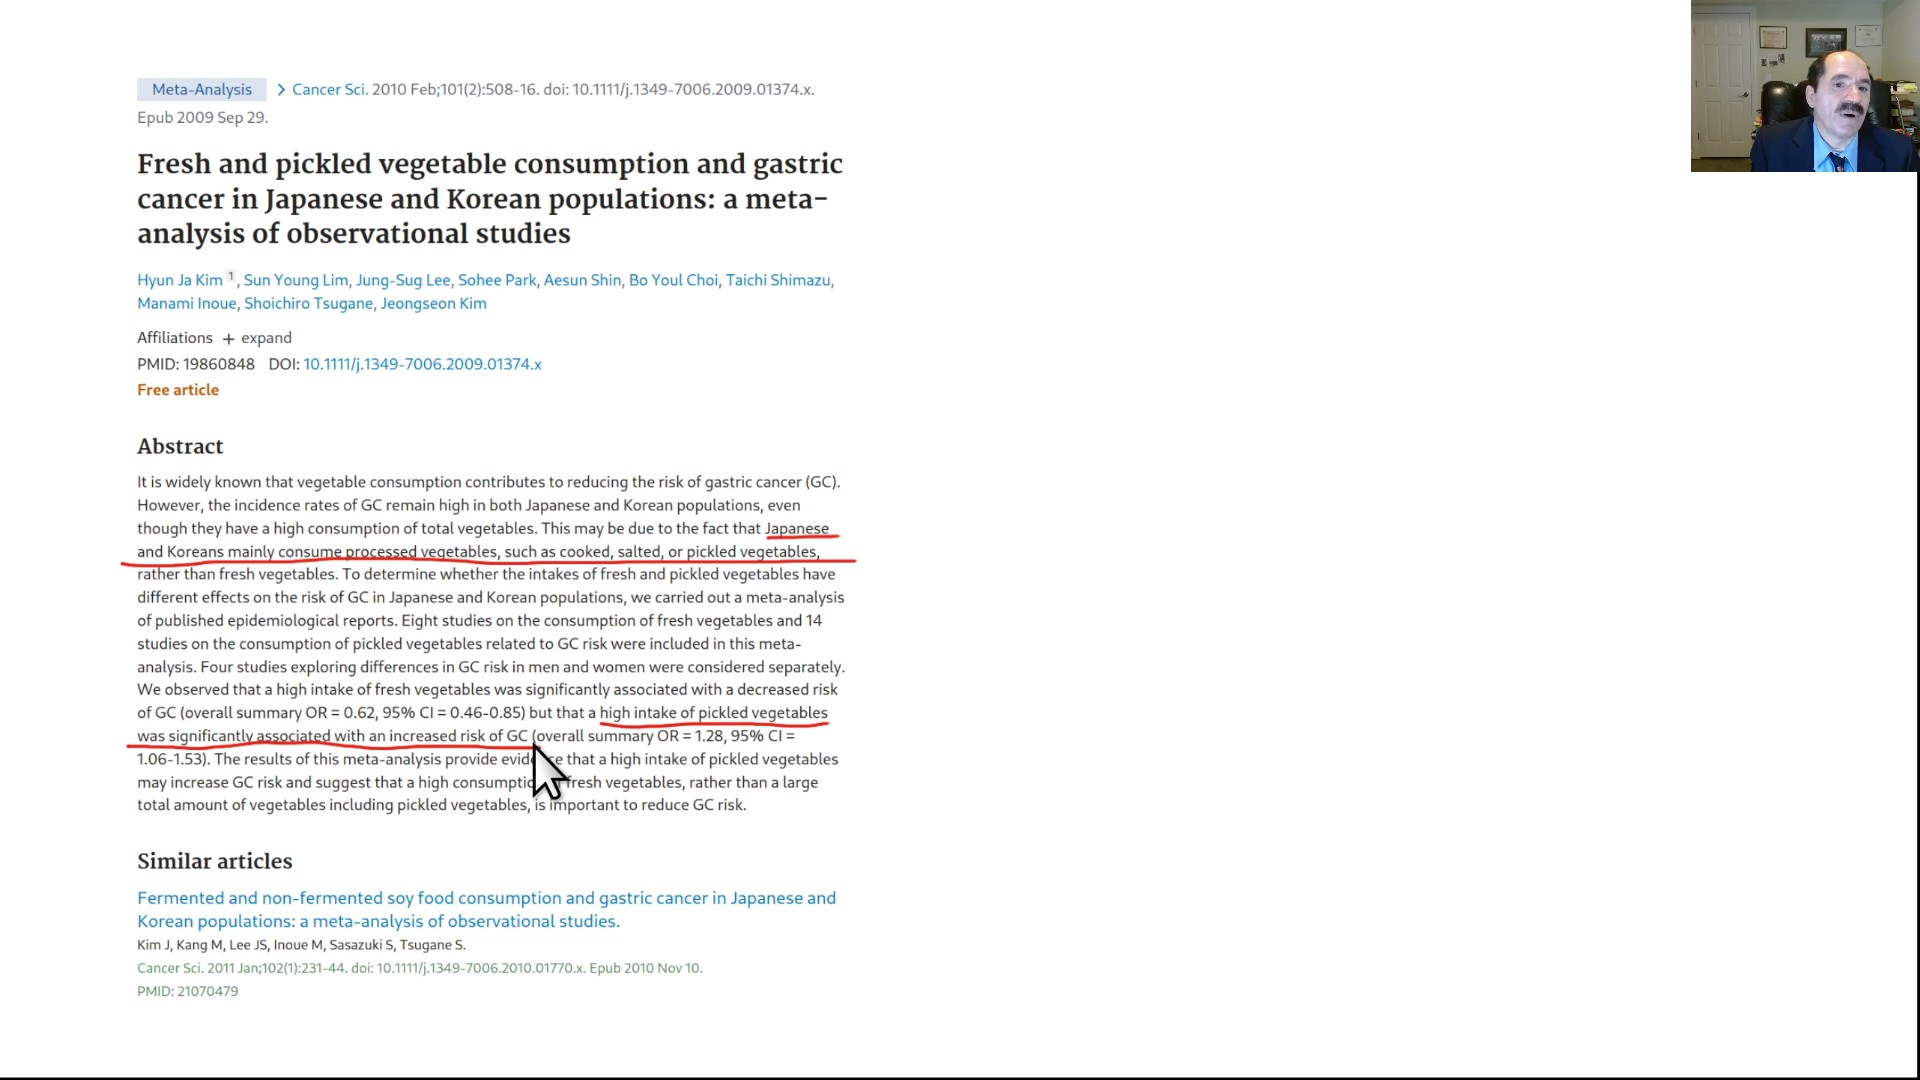 Meta-Analysis > Cancer Sci. 2010 Feb;101(2):508-16. doi: 10.1111/j.1349-7006.2009.01374.x.
Epub 2009 Sep 29.
Fresh and pickled vegetable consumption and gastric
cancer in Japanese and Korean populations: a meta-
analysis of observational studies
Hyun Ja Kim 1, Sun Young Lim, Jung-Sug Lee, Sohee Park, Aesun Shin, Bo Youl Choi, Taichi Shimazu,
Manami Inoue, Shoichiro Tsugane, Jeongseon Kim
Affiliations + expand
PMID: 19860848 DOI: 10.1111/j.1349-7006.2009.01374.x
Free article
Abstract
It is widely known that vegetable consumption contributes to reducing the risk of gastric cancer (GC).
However, the incidence rates of GC remain high in both Japanese and Korean populations, even
though they have a high consumption of total vegetables. This may be due to the fact that Japanese
and Koreans mainly consume processed vegetables, such as cooked, salted, or pickled vegetables,
rather than fresh vegetables. To determine whether the intakes of fresh and pickled vegetables have
different effects on the risk of GC in Japanese and Korean populations, we carried out a meta-analysis
of published epidemiological reports. Eight studies on the consumption of fresh vegetables and 14
studies on the consumption of pickled vegetables related to GC risk were included in this meta-
analysis. Four studies exploring differences in GC risk in men and women were considered separately.
We observed that a high intake of fresh vegetables was significantly associated with a decreased risk
of GC (overall summary OR = 0.62, 95% CI = 0.46-0.85) but that a high intake of pickled vegetables
was significantly associated with an increased risk of GC (overall summary OR = 1.28, 95% CI =
1.06-1.53). The results of this meta-analysis provide evidence that a high intake of pickled vegetables
may increase GC risk and suggest that a high consumption fresh vegetables, rather than a large
total amount of vegetables including pickled vegetables, is important to reduce GC risk.
Similar articles
Fermented and non-fermented soy food consumption and gastric cancer in Japanese and
Korean populations: a meta-analysis of observational studies.
Kim J, Kang M, Lee JS, Inoue M, Sasazuki S, Tsugane S.
Cancer Sci. 2011 Jan;102(1):231-44. doi: 10.1111/j.1349-7006.2010.01770.x. Epub 2010 Nov 10.
PMID: 21070479